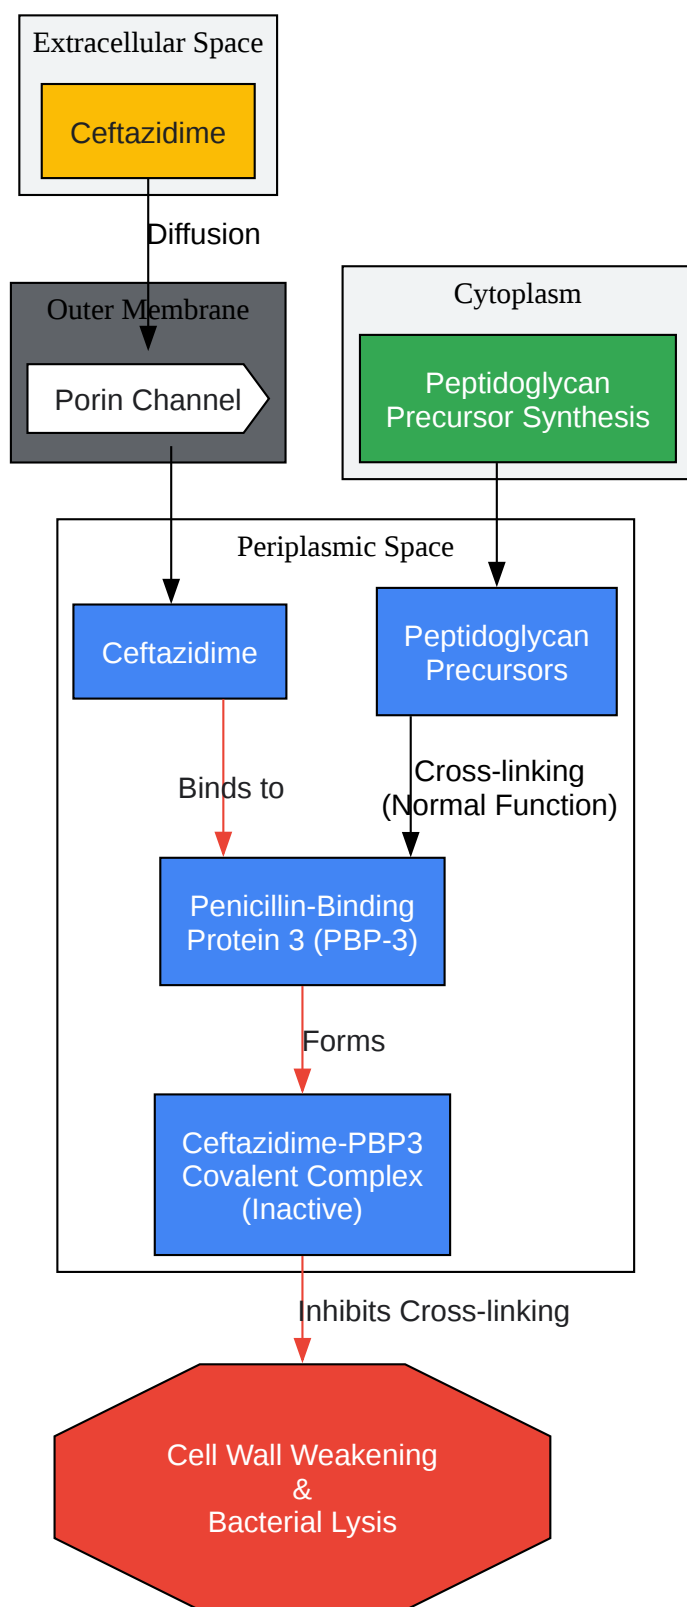 Extracellular Space
Ceftazidime
Diffusion
Outer Membrane
Porin Channel
Cytoplasm
Peptidoglycan
Precursor Synthesis
Periplasmic Space
Ceftazidime
Peptidoglycan
Precursors
Binds to
Cross-linking
(Normal Function)
Penicillin-Binding
Protein 3 (PBP-3)
Forms
Ceftazidime-PBP3
Covalent Complex
(Inactive)
Inhibits Cross-linking
Cell Wall Weakening
&
Bacterial Lysis